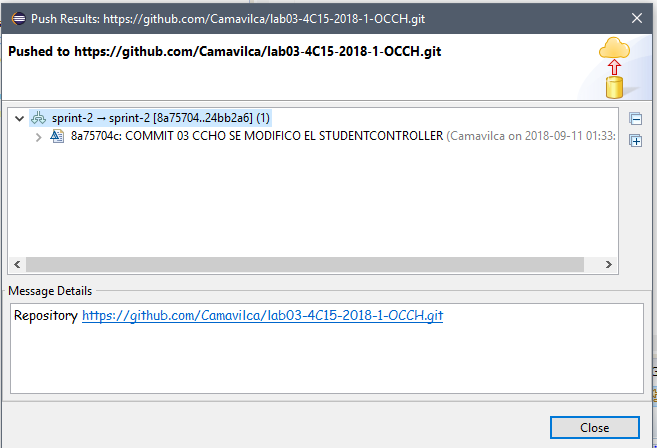 Push Results: https://github.com/Camavilca/lab03-4C15-2018-1-OCCH.git
Pushed to https://github.com/Camavilca/lab03-4C15-2018-1-OCCH.git
sprint-2 → sprint-2 [8a75704..24bb2a6] (1)
8a75704c: COMMIT 03 CCHO SE MODIFICO EL STUDENTCONTROLLER (Camavilca on 2018-09-11 01:33:
Message Details
Repository https://github.com/Camavilca/lab03-4C15-2018-1-OCCH.git
Close